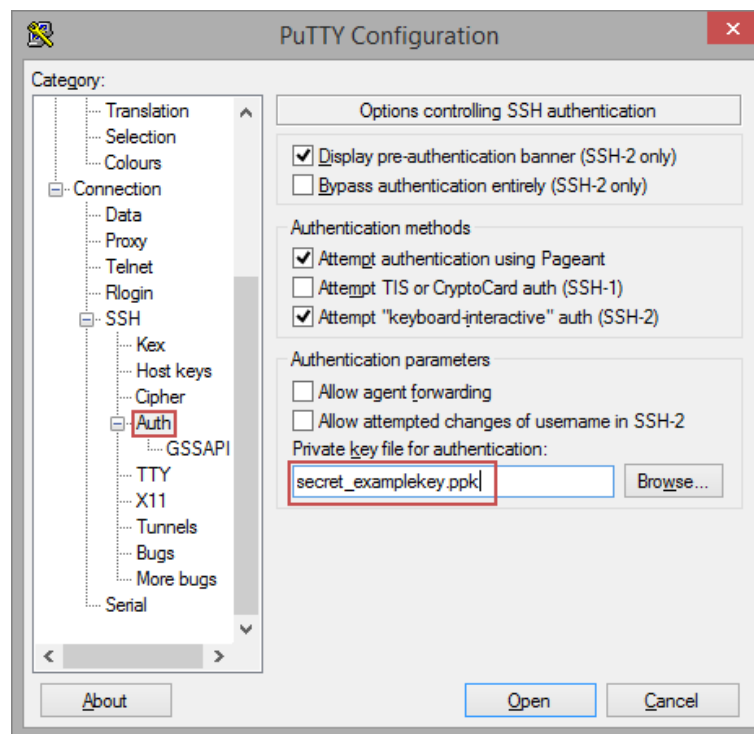 PuTTY Configuration
Category:
Translation
Selection
Colours
Connection
Data
Proxy
Telnet
Rlogin
SSH
Kex
Host keys
Cipher
Auth
GSSAPI
TTY
X11
Tunnels
Bugs
More bugs
Serial
Options controlling SSH authentication
Display pre-authentication banner (SSH-2 only)
Bypass authentication entirely (SSH-2 only)
Authentication methods
Attempt authentication using Pageant
Attempt TIS or CryptoCard auth (SSH-1)
Attempt "keyboard-interactive" auth (SSH-2)
Authentication parameters
Allow agent forwarding
Allow attempted changes of username in SSH-2
Private key file for authentication:
secret_examplekey.ppk
Browse...
About
Open
Cancel